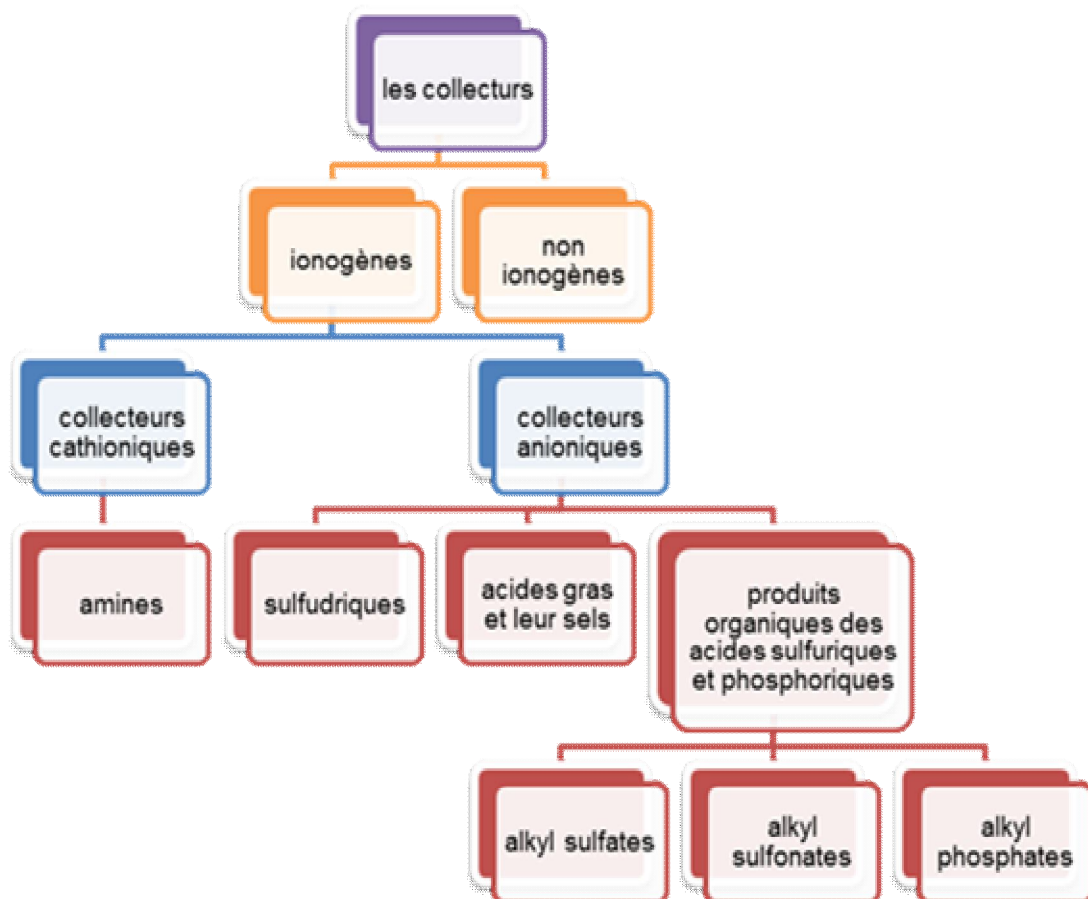 les collecturs
ionogènes
non
ionogènes
collecteurs
cathioniques
collecteurs
anioniques
amines
sulfudriques
acides gras
et leur sels
produits
organiques des
acides sulfuriques
et phosphoriques
alkyl sulfates
alkyl
sulfonates
alkyl
phosphates